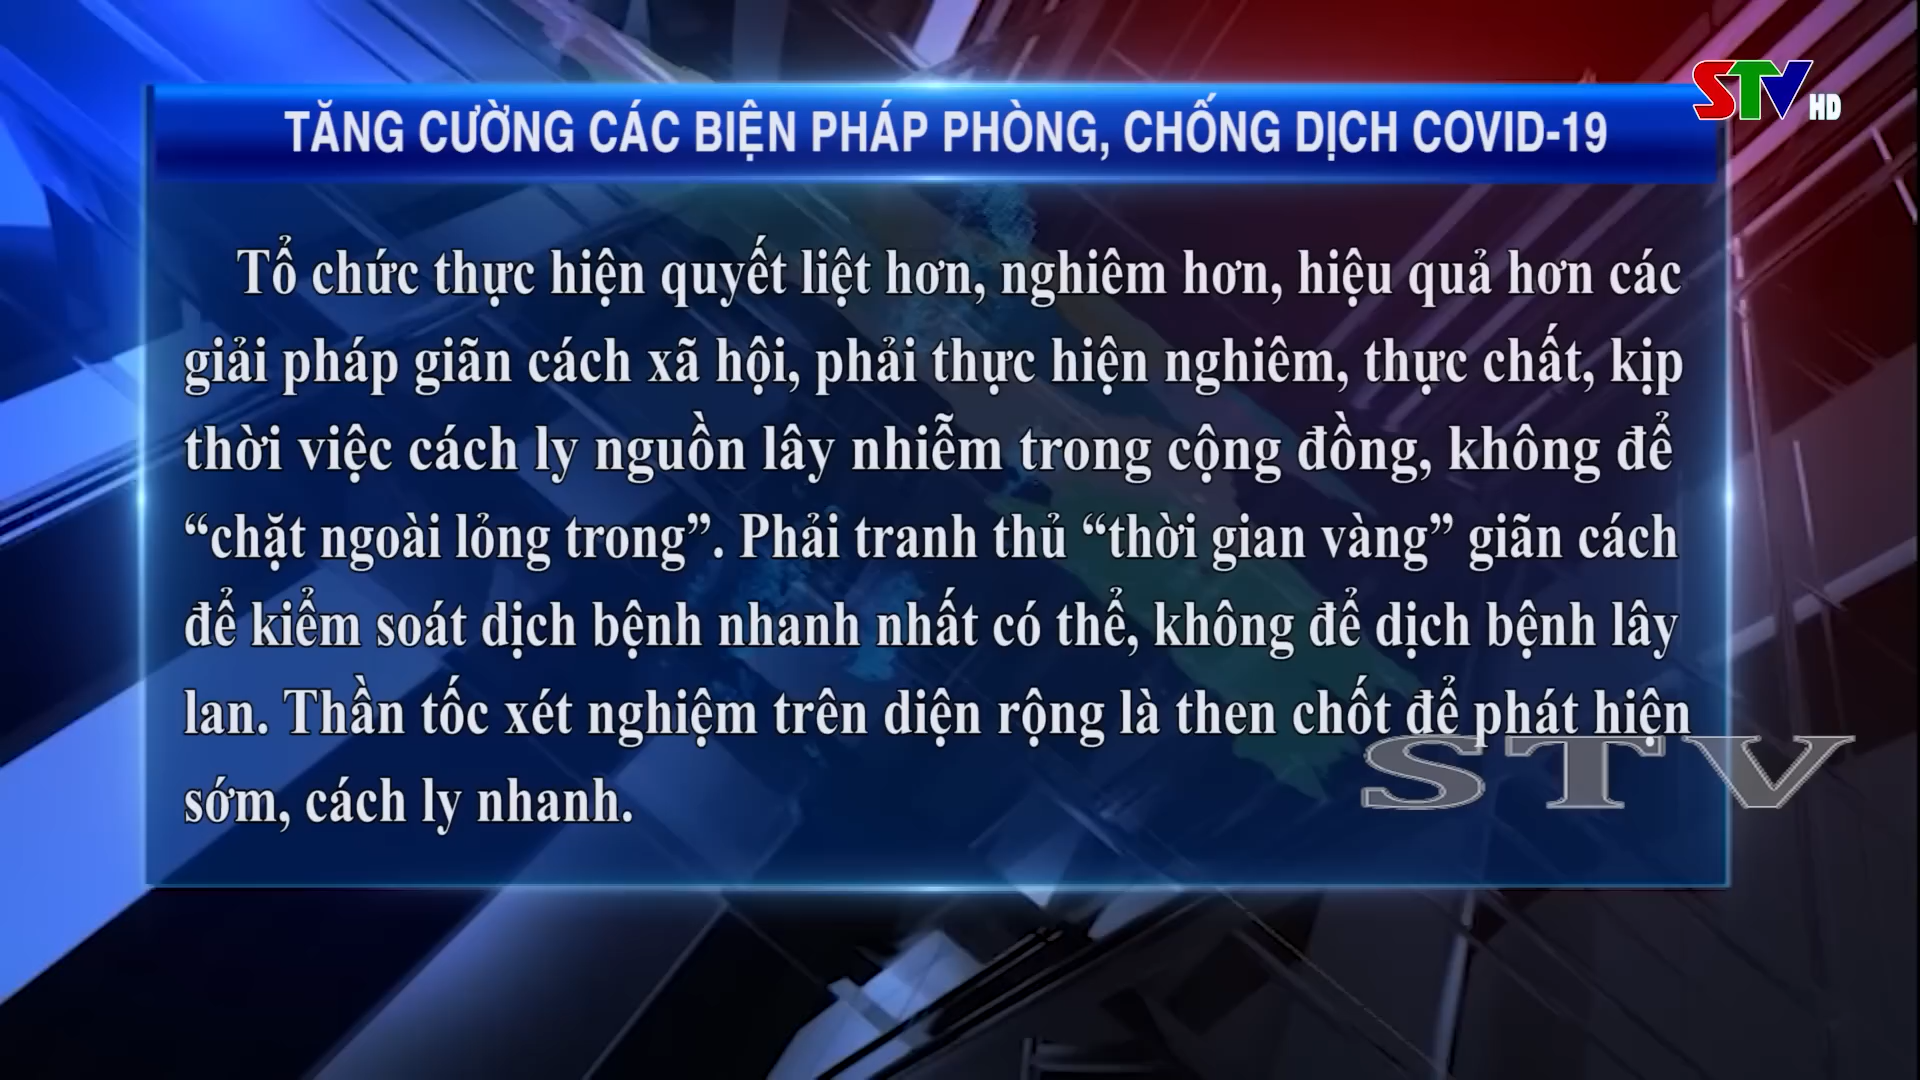 STV HD
TĂNG CƯỜNG CÁC BIỆN PHÁP PHÒNG, CHỐNG DỊCH COVID-19
Tổ chức thực hiện quyết liệt hơn, nghiêm hơn, hiệu quả hơn các
giải pháp giãn cách xã hội, phải thực hiện nghiêm, thực chất, kịp
thời việc cách ly nguồn lây nhiễm trong cộng đồng, không để
“chặt ngoài lỏng trong”. Phải tranh thủ “thời gian vàng” giãn cách
để kiểm soát dịch bệnh nhanh nhất có thể, không để dịch bệnh lây
lan. Thần tốc xét nghiệm trên diện rộng là then chốt để phát hiện
sớm, cách ly nhanh.
STV